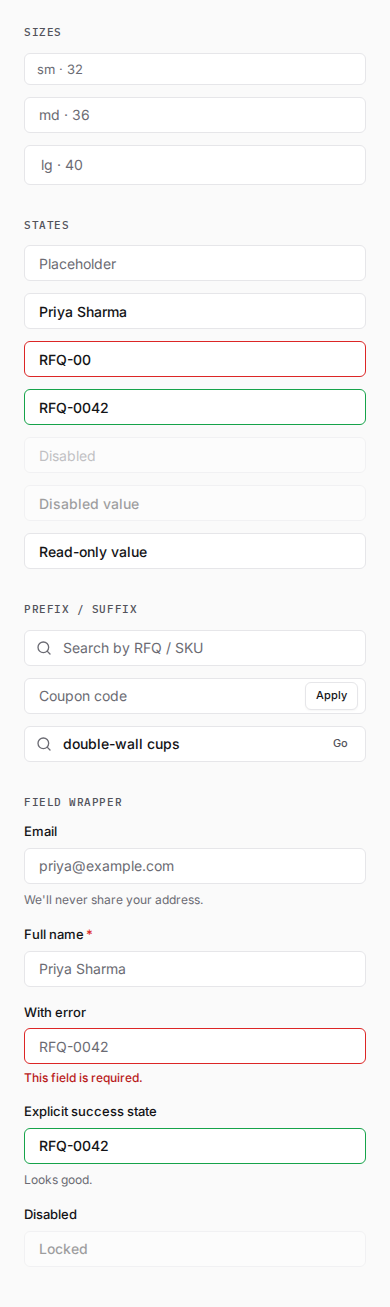 SIZES
sm · 32
md · 36
lg · 40
STATES
Placeholder
Priya Sharma
RFQ-00
RFQ-0042
Disabled
Disabled value
Read-only value
PREFIX / SUFFIX
Search by RFQ / SKU
Coupon code Apply
double-wall cups Go
FIELD WRAPPER
Email
priya@example.com
We'll never share your address.
Full name *
Priya Sharma
With error
RFQ-0042
This field is required.
Explicit success state
RFQ-0042
Looks good.
Disabled
Locked